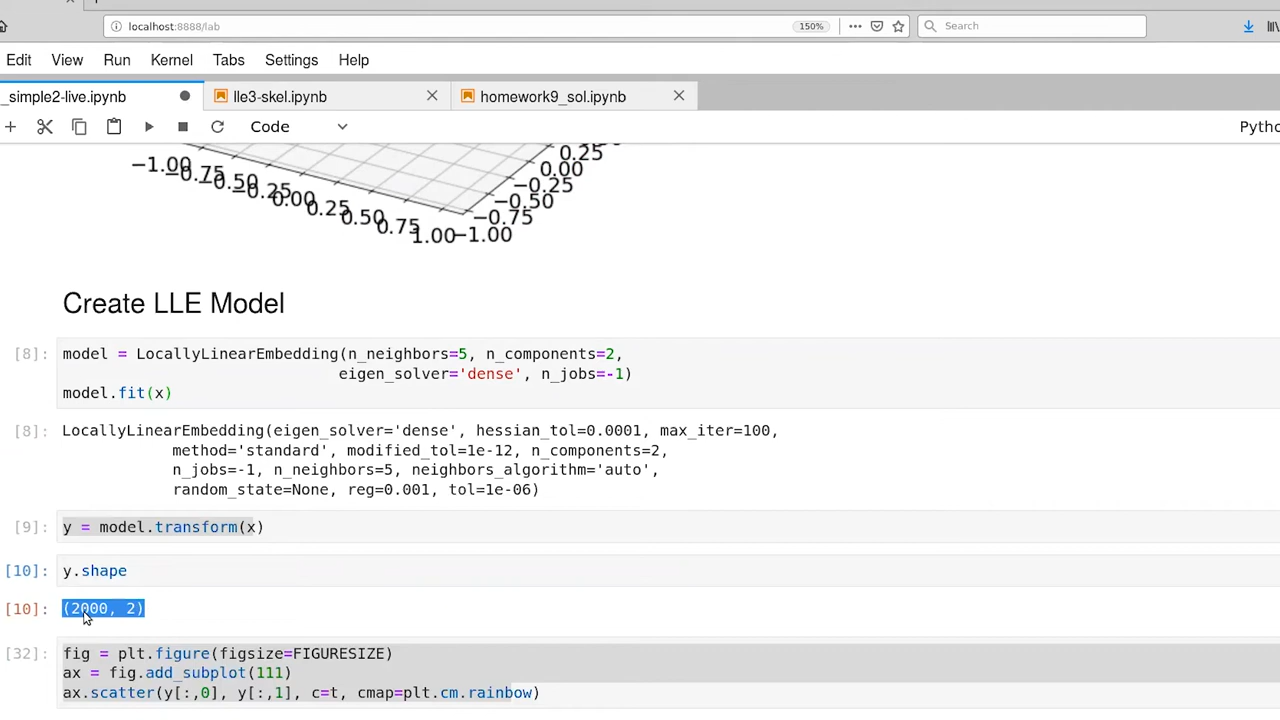 localhost:8888/lab
150%
Search
Edit View Run Kernel Tabs Settings Help
_simple2-live.ipynb
lle3-skel.ipynb
homework9_sol.ipynb
Code
Pytho
0.25
0.00
−0.25
−0.50
−0.75
−1.00
−1.00
−0.75
−0.50
−0.25
0.00
0.25
0.50
0.75
1.00
Create LLE Model
[8]: model = LocallyLinearEmbedding(n_neighbors=5, n_components=2,
eigen_solver='dense', n_jobs=-1)
model.fit(x)
[8]: LocallyLinearEmbedding(eigen_solver='dense', hessian_tol=0.0001, max_iter=100,
method='standard', modified_tol=1e-12, n_components=2,
n_jobs=-1, n_neighbors=5, neighbors_algorithm='auto',
random_state=None, reg=0.001, tol=1e-06)
[9]: y = model.transform(x)
[10]: y.shape
[10]: (2000, 2)
[32]: fig = plt.figure(figsize=FIGURESIZE)
ax = fig.add_subplot(111)
ax.scatter(y[:,0], y[:,1], c=t, cmap=plt.cm.rainbow)